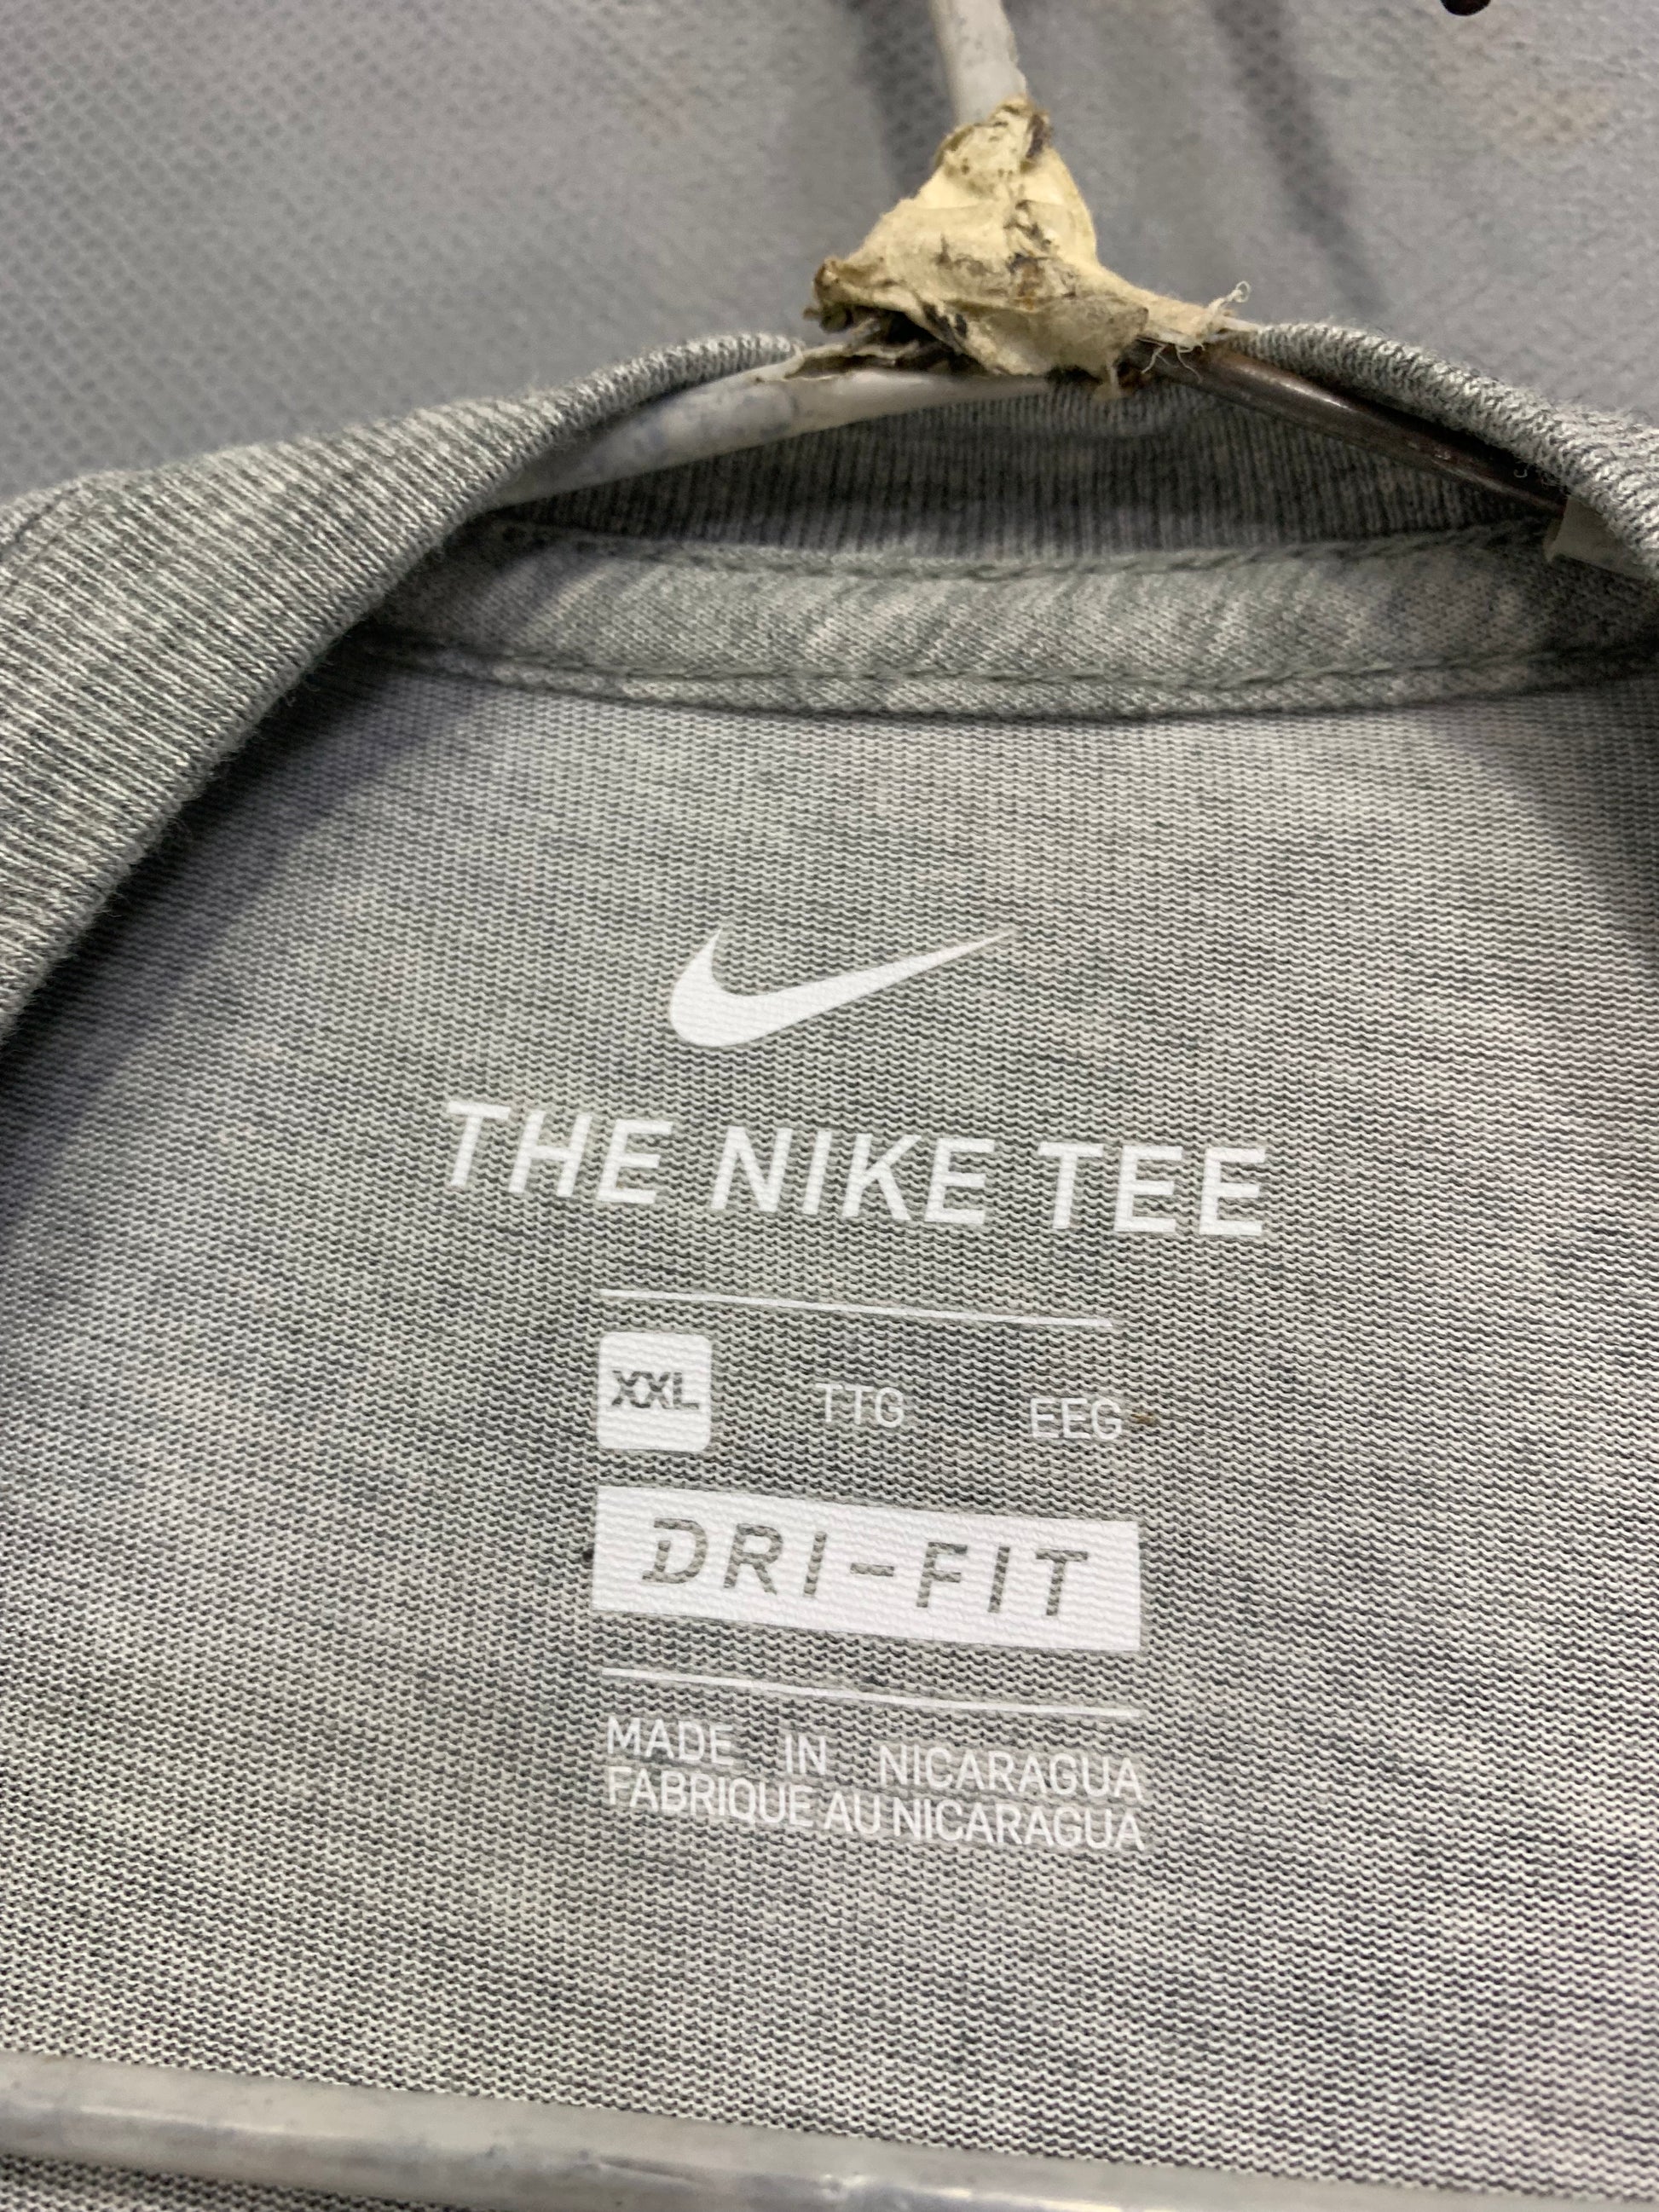 THE NIKE TEE
XXL TTG EEG
DRI-FIT
MADE IN NICARAGUA
FABRIQUE AU NICARAGUA